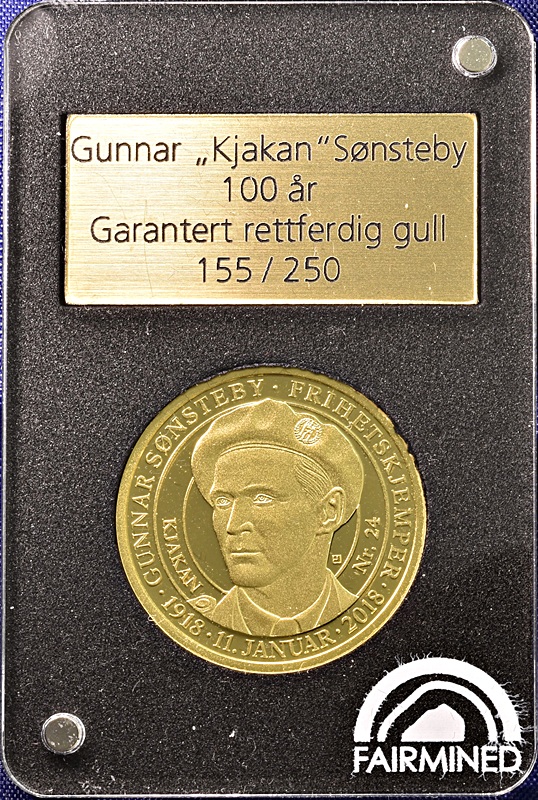 Gunnar „Kjakan“ Sønsteby
100 år
Garantert rettferdig gull
155 / 250
· GUNNAR SØNSTEBY · FRIHETSKJEMPER ·
1918 · 11. JANUAR · 2018
KJAKAN
Nr. 24
FAIRMINED